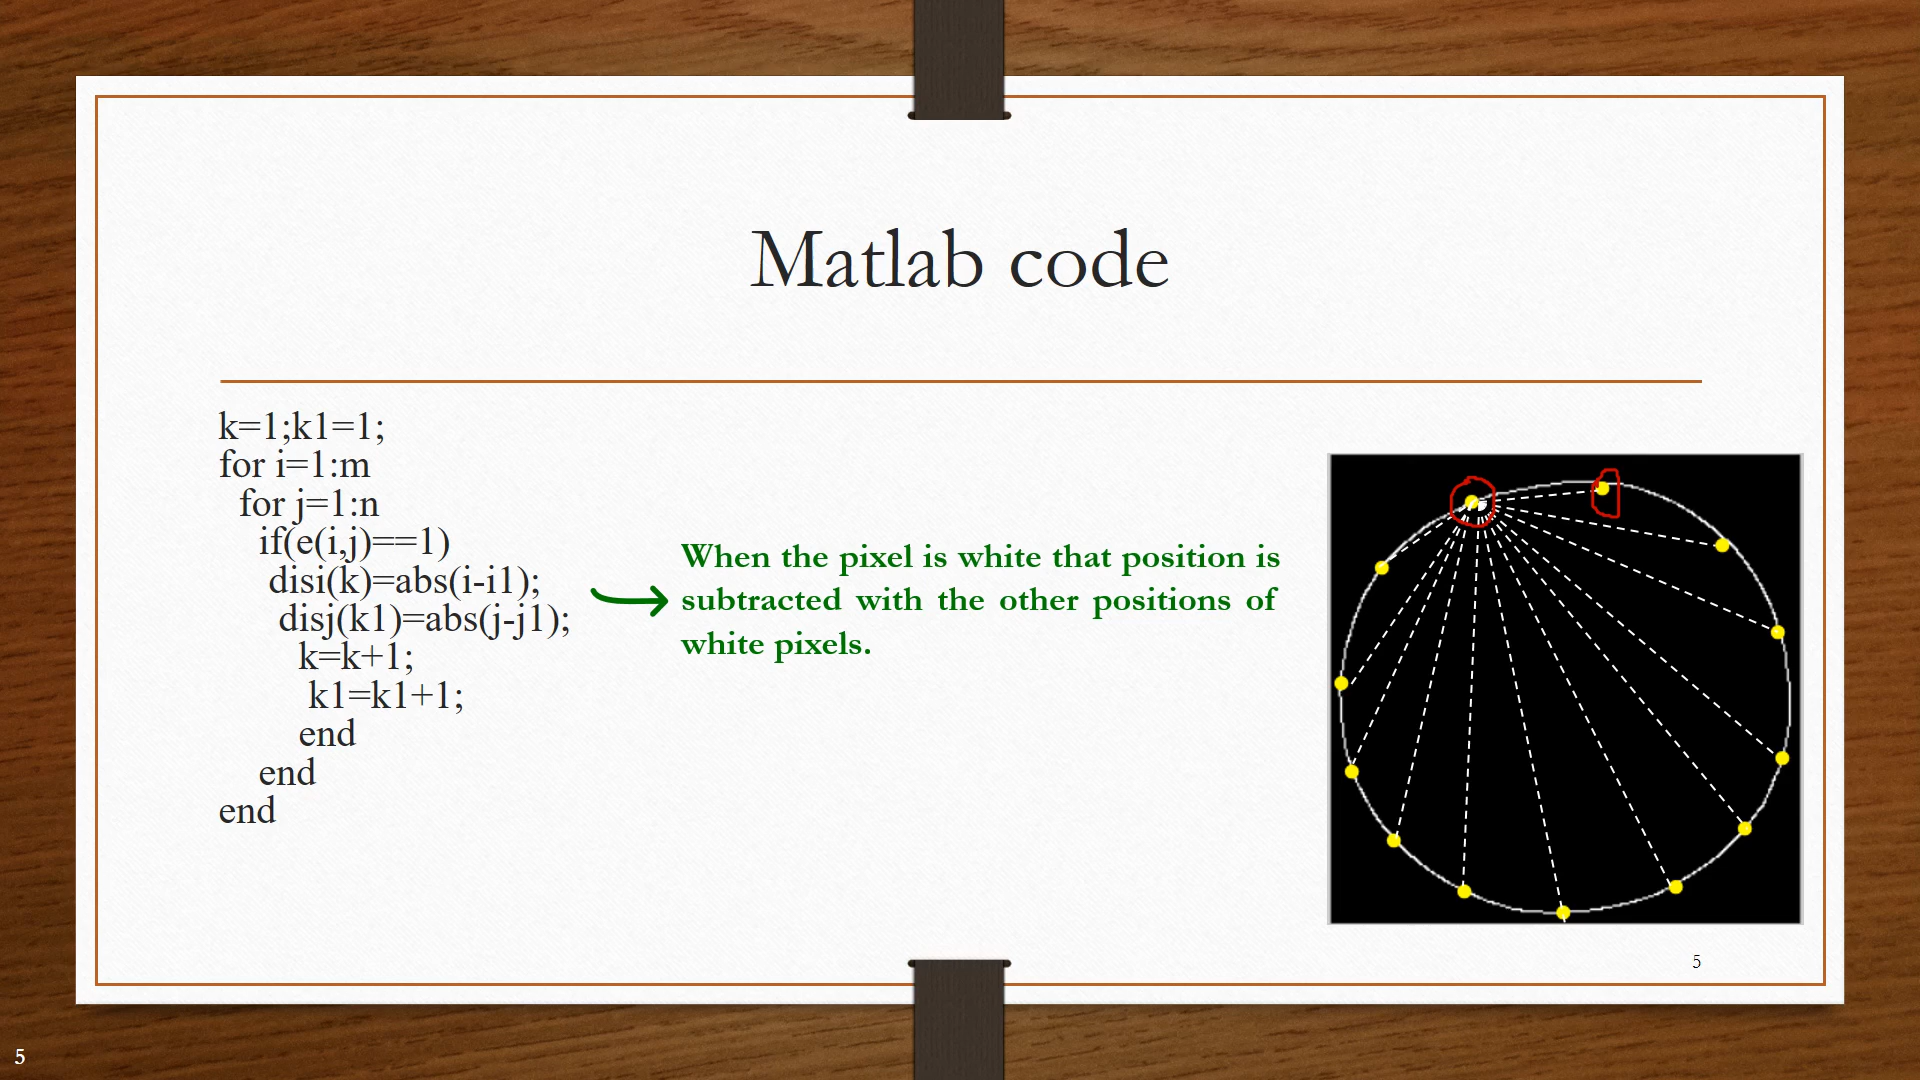 Matlab code
k=1;k1=1;
for i=1:m
for j=1:n
if(e(i,j)==1)
disi(k)=abs(i-i1);
disj(k1)=abs(j-j1);
k=k+1;
k1=k1+1;
end
end
end
When the pixel is white that position is
subtracted with the other positions of
white pixels.
5
5